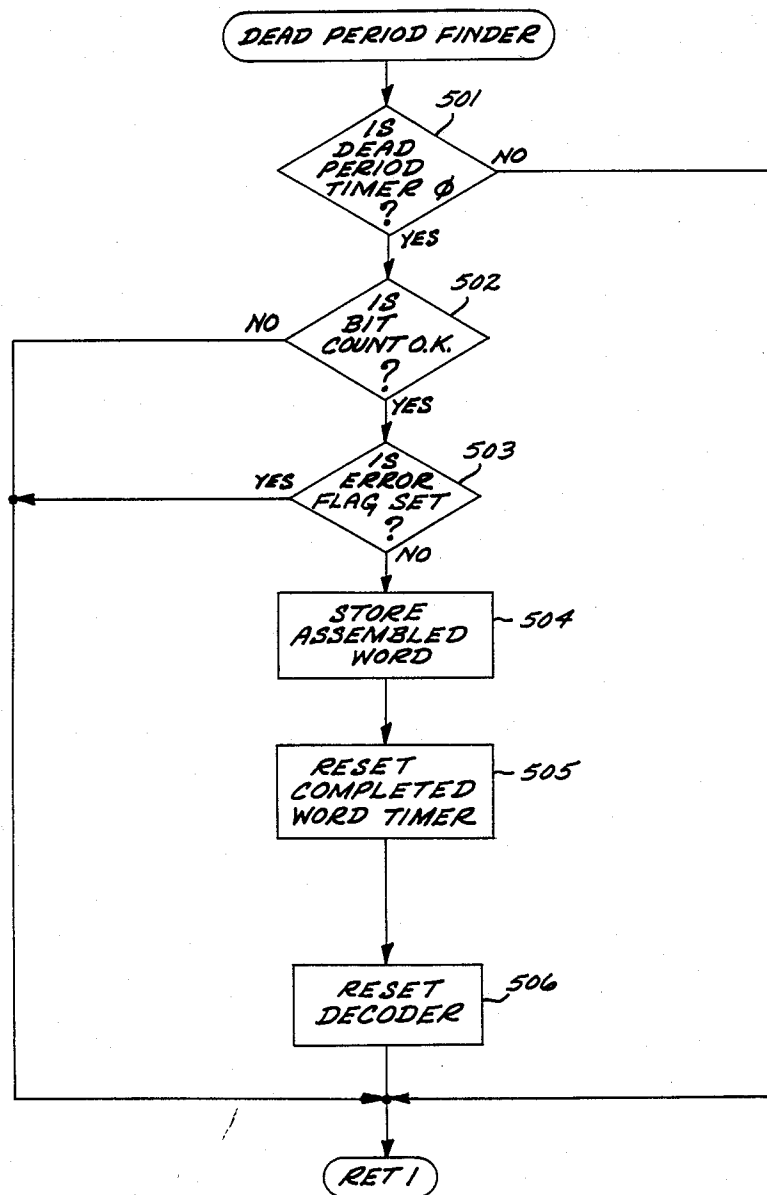 DEAD PERIOD FINDER
501
IS
DEAD
PERIOD
TIMER Ø
?
NO
YES
502
IS
BIT
COUNT O.K.
?
NO
YES
503
IS
ERROR
FLAG SET
?
YES
NO
STORE
ASSEMBLED
WORD
504
RESET
COMPLETED
WORD TIMER
505
RESET
DECODER
506
RET 1